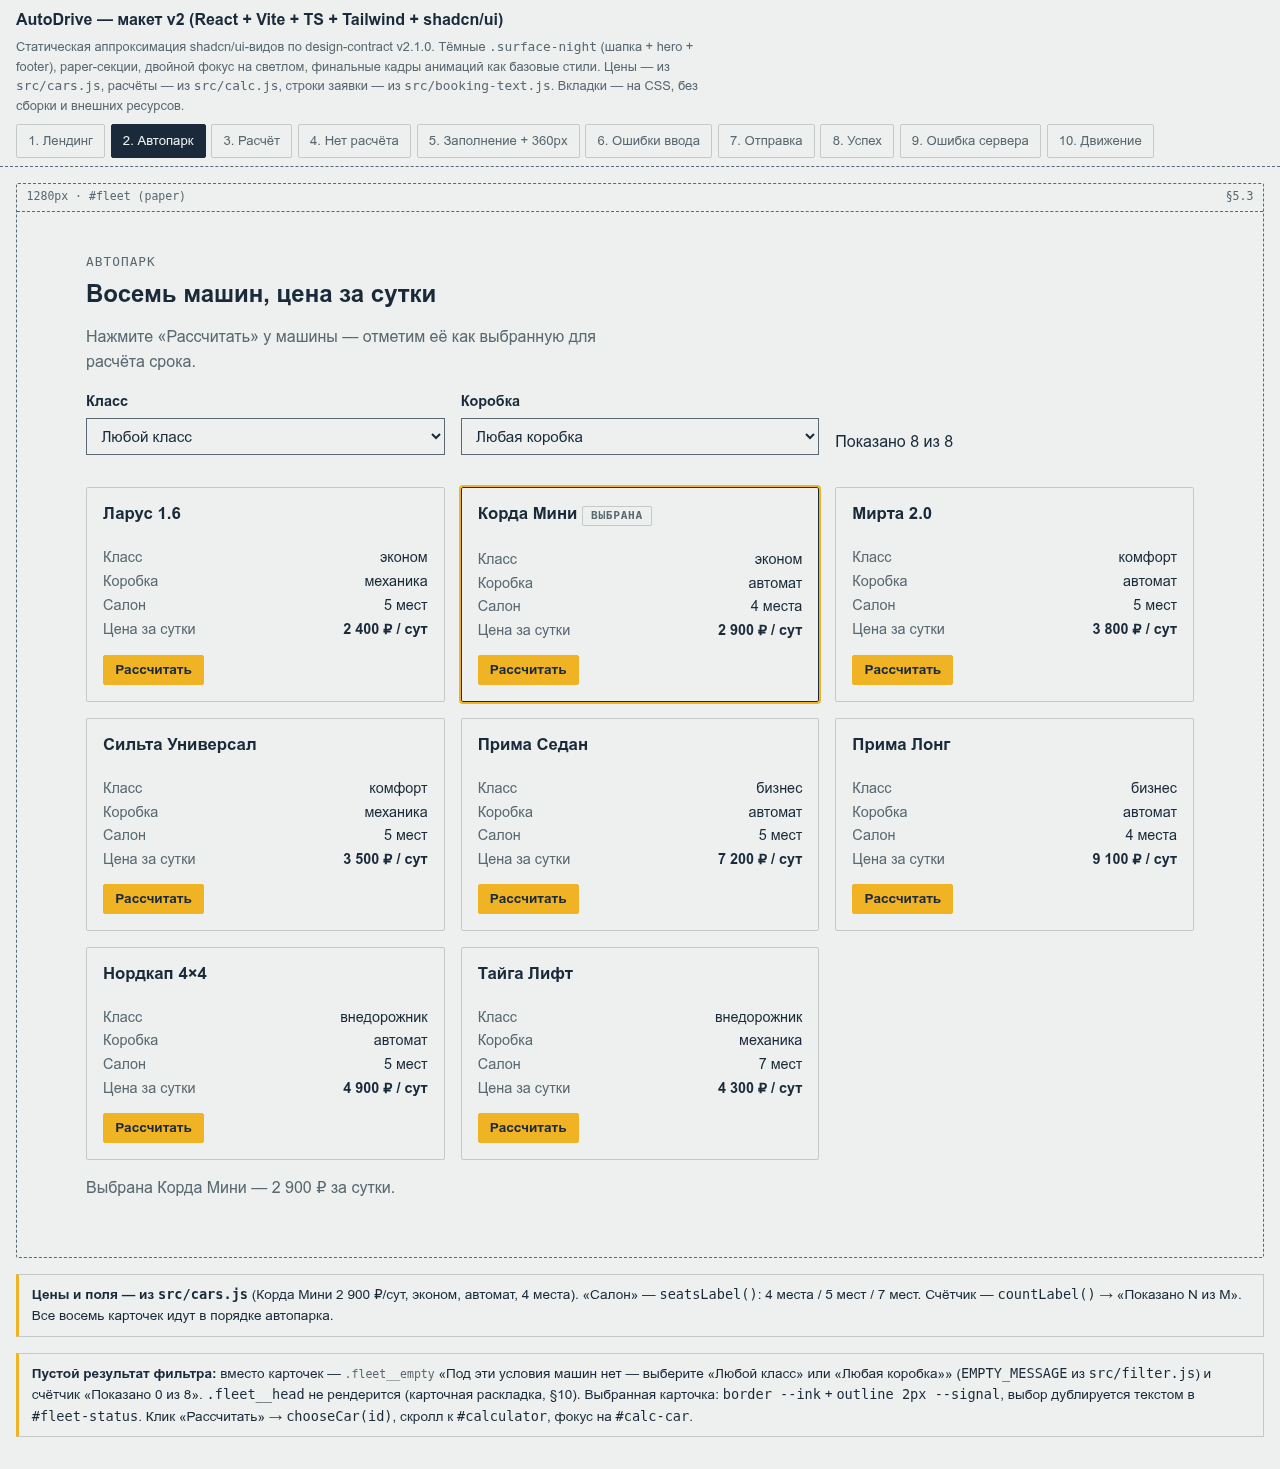 AutoDrive — макет v2 (React + Vite + TS + Tailwind + shadcn/ui)
Статическая аппроксимация shadcn/ui-видов по design-contract v2.1.0. Тёмные .surface-night (шапка + hero +
footer), paper-секции, двойной фокус на светлом, финальные кадры анимаций как базовые стили. Цены — из
src/cars.js, расчёты — из src/calc.js, строки заявки — из src/booking-text.js. Вкладки — на CSS, без
сборки и внешних ресурсов.
1. Лендинг 2. Автопарк 3. Расчёт 4. Нет расчёта 5. Заполнение + 360px 6. Ошибки ввода 7. Отправка 8. Успех 9. Ошибка сервера 10. Движение
1280px · #fleet (paper) §5.3
АВТОПАРК
Восемь машин, цена за сутки
Нажмите «Рассчитать» у машины — отметим её как выбранную для
расчёта срока.
Класс Коробка
Любой класс Любая коробка Показано 8 из 8
Ларус 1.6
Класс эконом
Коробка механика
Салон 5 мест
Цена за сутки 2 400 ₽ / сут
Рассчитать
Корда Мини ВЫБРАНА
Класс эконом
Коробка автомат
Салон 4 места
Цена за сутки 2 900 ₽ / сут
Рассчитать
Мирта 2.0
Класс комфорт
Коробка автомат
Салон 5 мест
Цена за сутки 3 800 ₽ / сут
Рассчитать
Сильта Универсал
Класс комфорт
Коробка механика
Салон 5 мест
Цена за сутки 3 500 ₽ / сут
Рассчитать
Прима Седан
Класс бизнес
Коробка автомат
Салон 5 мест
Цена за сутки 7 200 ₽ / сут
Рассчитать
Прима Лонг
Класс бизнес
Коробка автомат
Салон 4 места
Цена за сутки 9 100 ₽ / сут
Рассчитать
Нордкап 4×4
Класс внедорожник
Коробка автомат
Салон 5 мест
Цена за сутки 4 900 ₽ / сут
Рассчитать
Тайга Лифт
Класс внедорожник
Коробка механика
Салон 7 мест
Цена за сутки 4 300 ₽ / сут
Рассчитать
Выбрана Корда Мини — 2 900 ₽ за сутки.
Цены и поля — из src/cars.js (Корда Мини 2 900 ₽/сут, эконом, автомат, 4 места). «Салон» — seatsLabel(): 4 места / 5 мест / 7 мест. Счётчик — countLabel() → «Показано N из M».
Все восемь карточек идут в порядке автопарка.
Пустой результат фильтра: вместо карточек — .fleet__empty «Под эти условия машин нет — выберите «Любой класс» или «Любая коробка»» (EMPTY_MESSAGE из src/filter.js) и
счётчик «Показано 0 из 8». .fleet__head не рендерится (карточная раскладка, §10). Выбранная карточка: border --ink + outline 2px --signal, выбор дублируется текстом в
#fleet-status. Клик «Рассчитать» → chooseCar(id), скролл к #calculator, фокус на #calc-car.